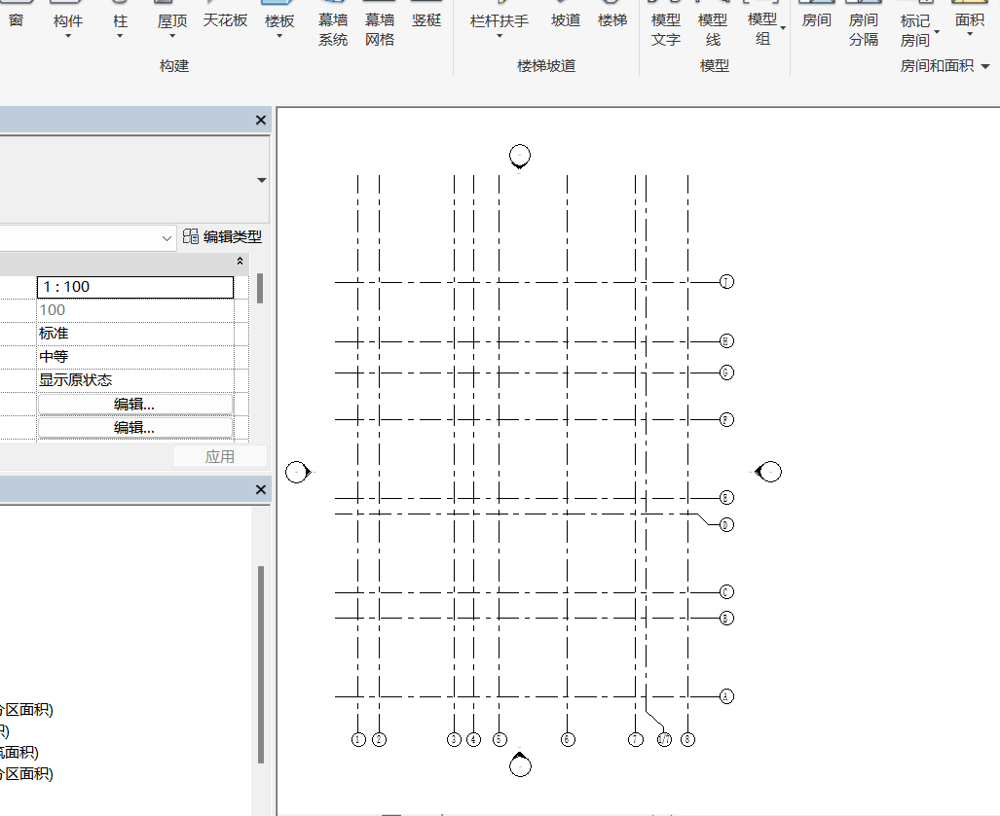 窗 构件 柱 屋顶 天花板 楼板 幕墙 系统 幕墙 网格 竖梃 栏杆扶手 坡道 楼梯 模型 文字 模型 线 模型 组 房间 房间 分隔 标记 房间 面积
构建 楼梯坡道 模型 房间和面积
编辑类型
1 : 100
100
标准
中等
显示原状态
编辑...
编辑...
应用
分区面积)
积)
筑面积)
分区面积)
I
H
G
F
E
D
C
B
A
1 2 3 4 5 6 7 1/7 8